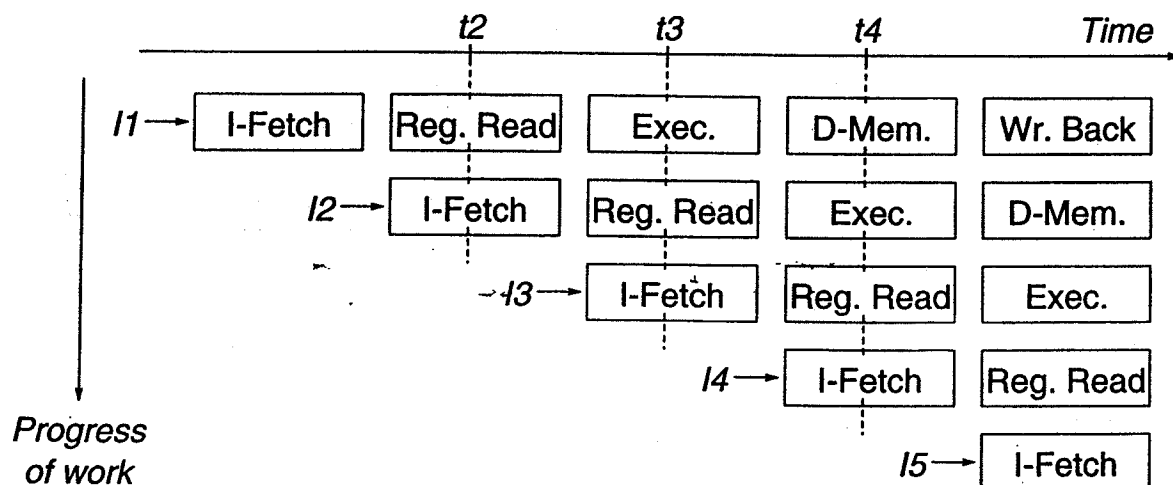 t2 t3 t4 Time
I1 I-Fetch Reg. Read Exec. D-Mem. Wr. Back
I2 I-Fetch Reg. Read Exec. D-Mem.
I3 I-Fetch Reg. Read Exec.
I4 I-Fetch Reg. Read
I5 I-Fetch
Progress
of work